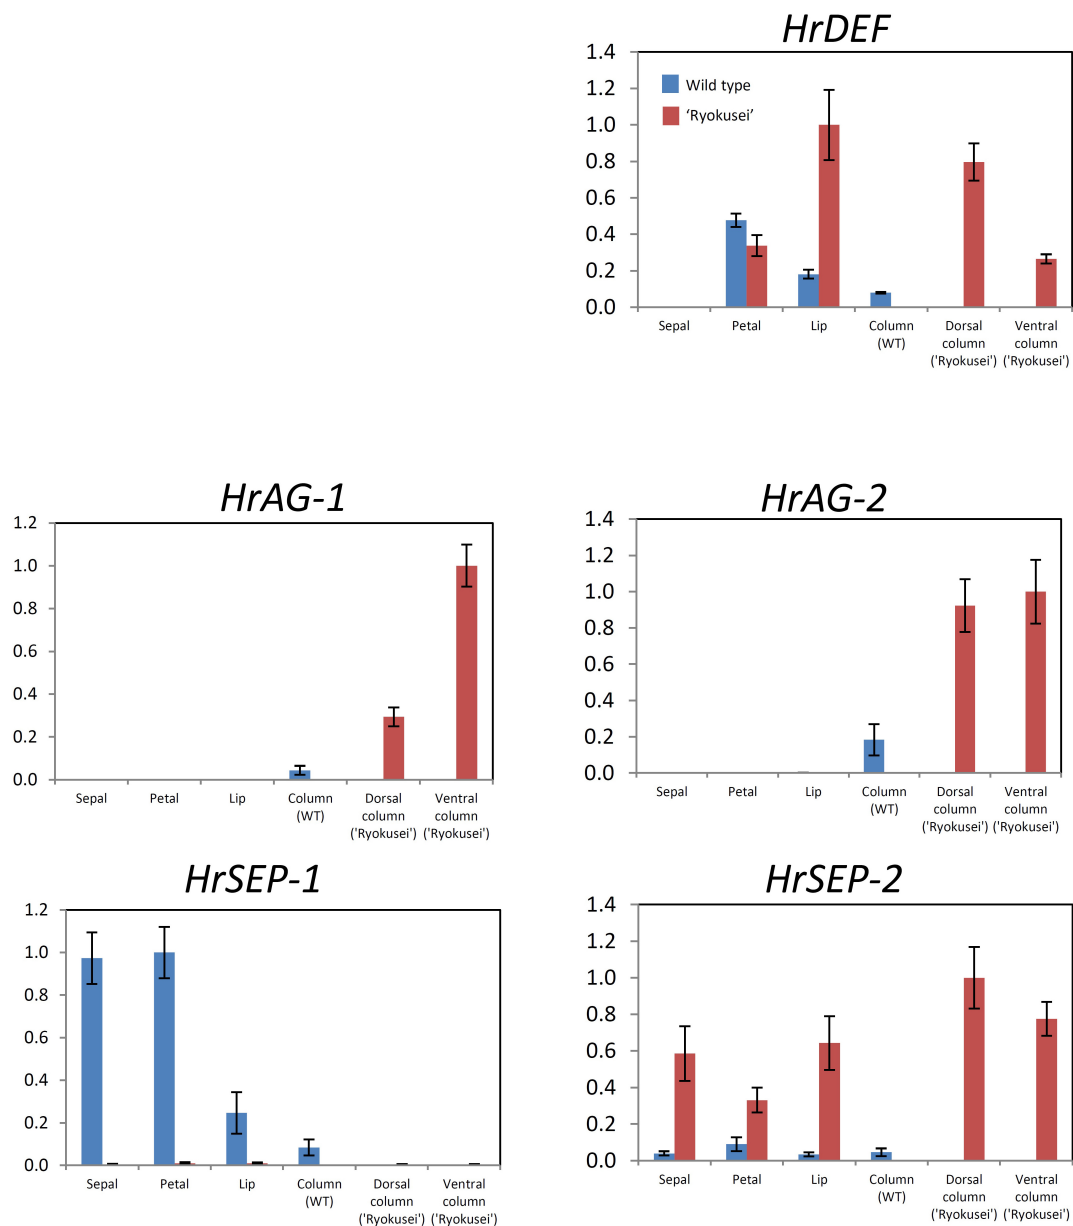 HrDEF
1.4
1.2
1.0
0.8
0.6
0.4
0.2
0.0
Wild type
‘Ryokusei’
Sepal Petal Lip Column Dorsal Ventral
(WT) column column
('Ryokusei') ('Ryokusei')
HrAG-1
1.2
1.0
0.8
0.6
0.4
0.2
0.0
Sepal Petal Lip Column Dorsal Ventral
(WT) column column
('Ryokusei') ('Ryokusei')
HrAG-2
1.4
1.2
1.0
0.8
0.6
0.4
0.2
0.0
Sepal Petal Lip Column Dorsal Ventral
(WT) column column
('Ryokusei') ('Ryokusei')
HrSEP-1
1.2
1.0
0.8
0.6
0.4
0.2
0.0
Sepal Petal Lip Column Dorsal Ventral
(WT) column column
('Ryokusei') ('Ryokusei')
HrSEP-2
1.4
1.2
1.0
0.8
0.6
0.4
0.2
0.0
Sepal Petal Lip Column Dorsal Ventral
(WT) column column
('Ryokusei') ('Ryokusei')